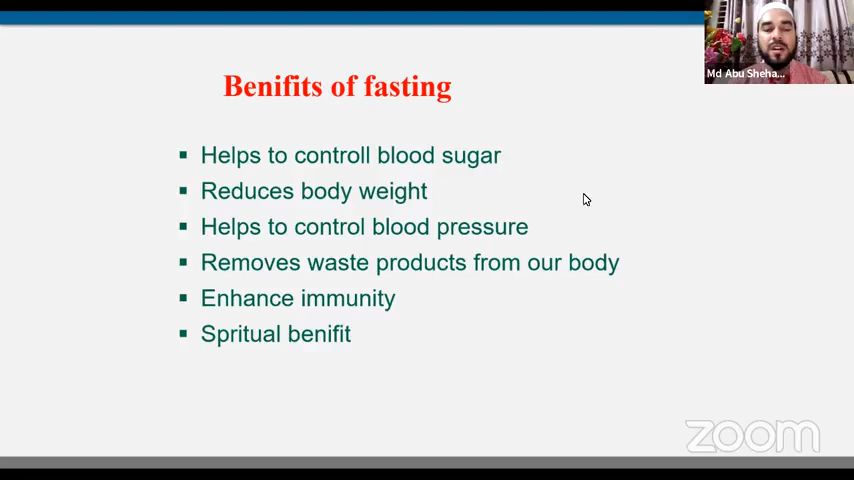 Md Abu Sheha...
Benifits of fasting
Helps to controll blood sugar
Reduces body weight
Helps to control blood pressure
Removes waste products from our body
Enhance immunity
Spritual benifit
zoom